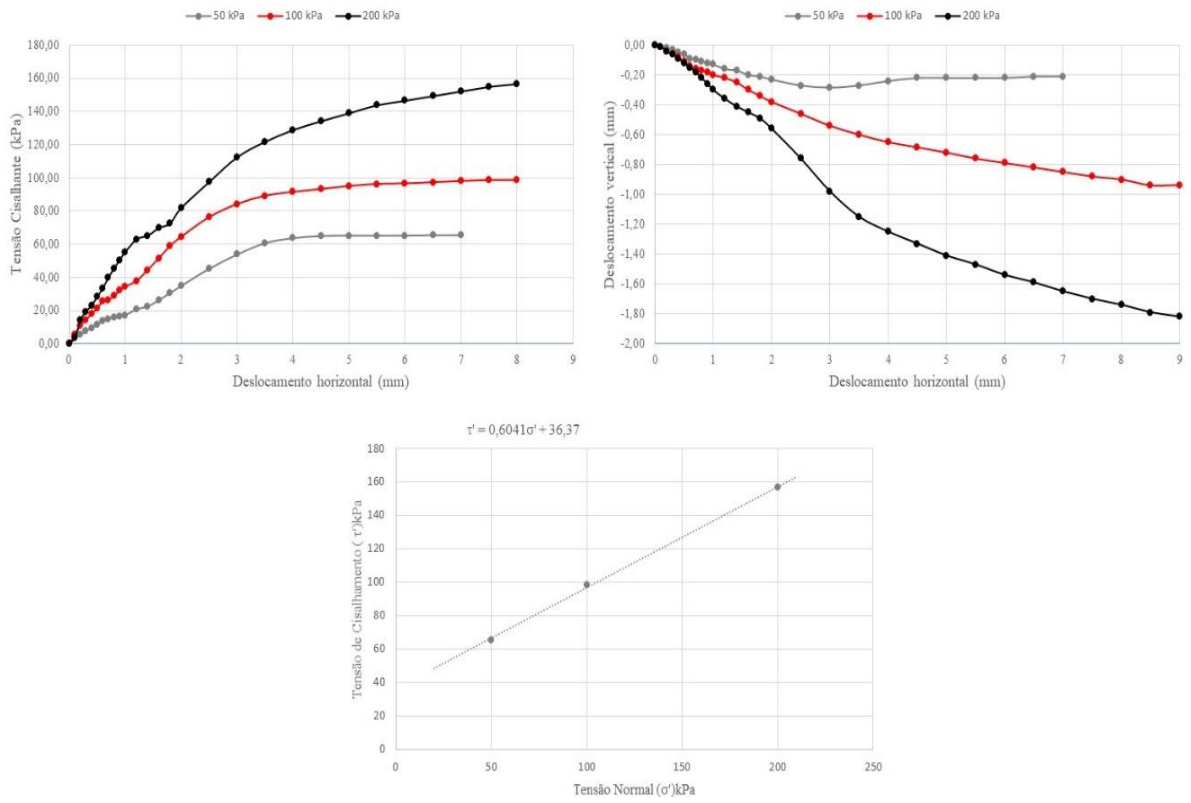 50 kPa 100 kPa 200 kPa
180,00
160,00
140,00
120,00
100,00
80,00
60,00
40,00
20,00
0,00
Tensão Cisalhante (kPa)
0 1 2 3 4 5 6 7 8 9
Deslocamento horizontal (mm)
50 kPa 100 kPa 200 kPa
0,00
-0,20
-0,40
-0,60
-0,80
-1,00
-1,20
-1,40
-1,60
-1,80
-2,00
Deslocamento vertical (mm)
0 1 2 3 4 5 6 7 8 9
Deslocamento horizontal (mm)
τ' = 0,6041σ' + 36,37
180
160
140
120
100
80
60
40
20
0
Tensão de Cisalhamento ( τ')kPa
0 50 100 150 200 250
Tensão Normal (σ')kPa